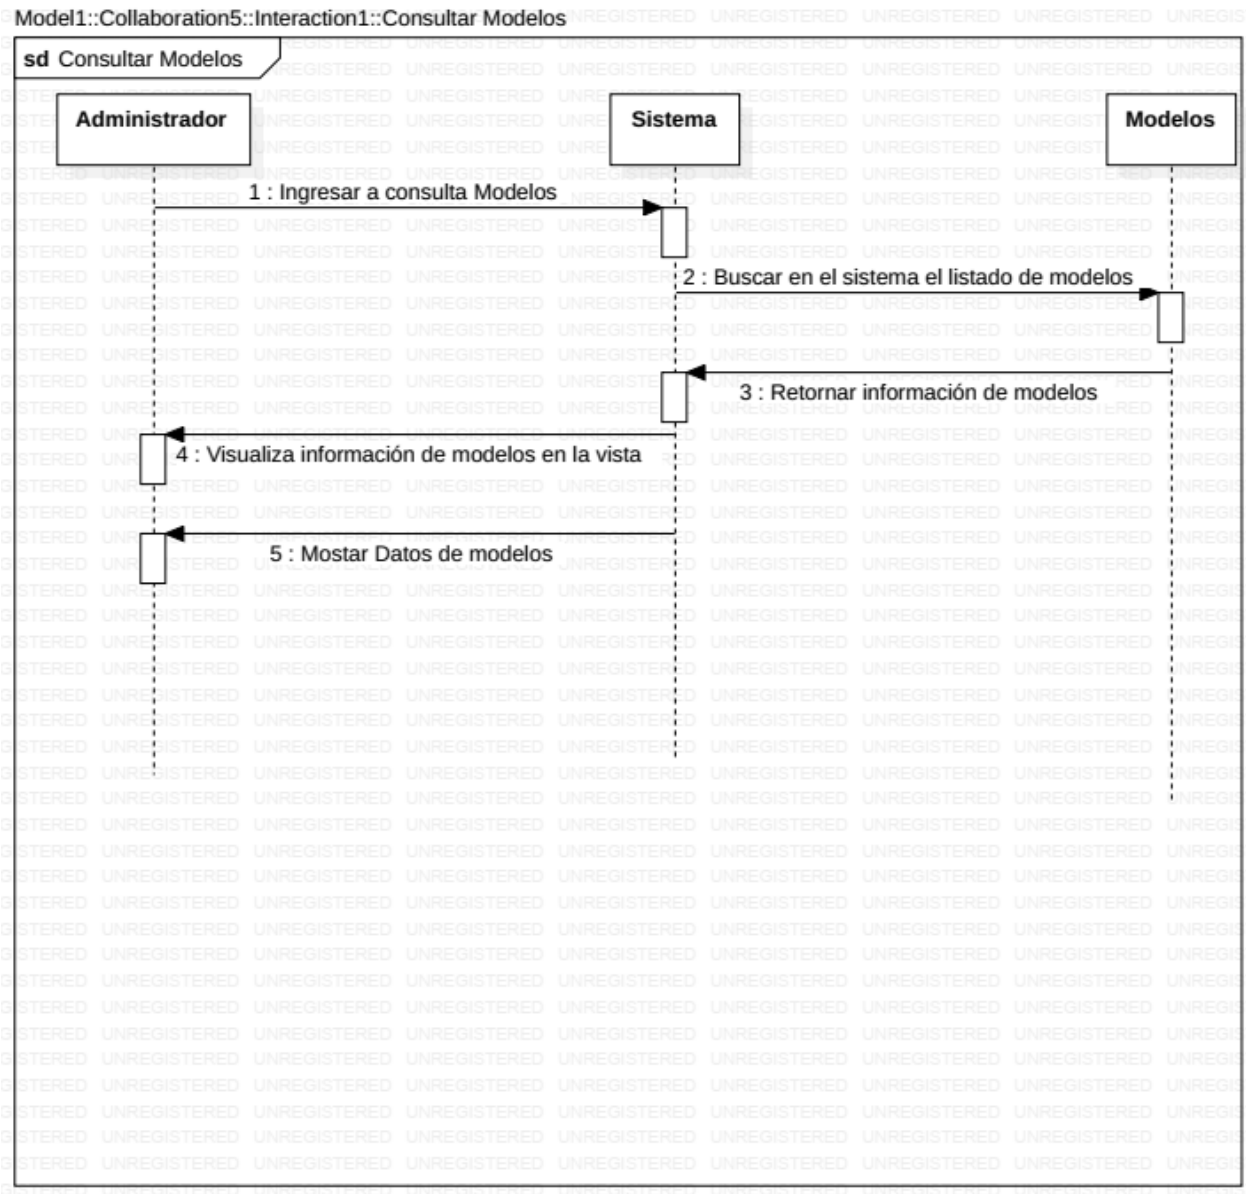 Model1::Collaboration5::Interaction1::Consultar Modelos
sd Consultar Modelos
Administrador
Sistema
Modelos
1 : Ingresar a consulta Modelos
2 : Buscar en el sistema el listado de modelos
3 : Retornar información de modelos
4 : Visualiza información de modelos en la vista
5 : Mostar Datos de modelos
UNREGISTERED